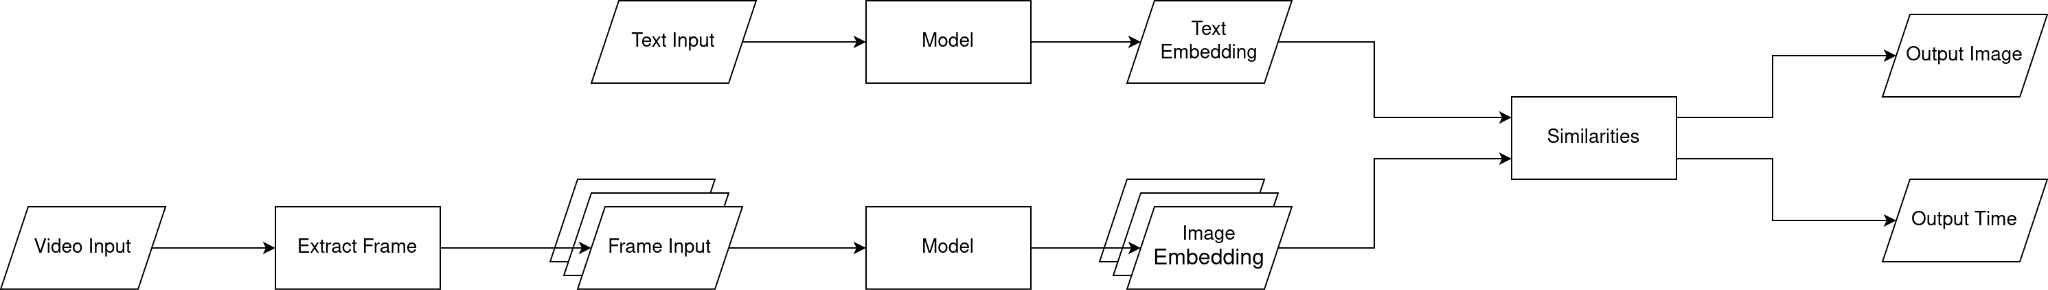 Text Input
Model
Text
Embedding
Output Image
Similarities
Video Input
Extract Frame
Frame Input
Model
Image
Embedding
Output Time